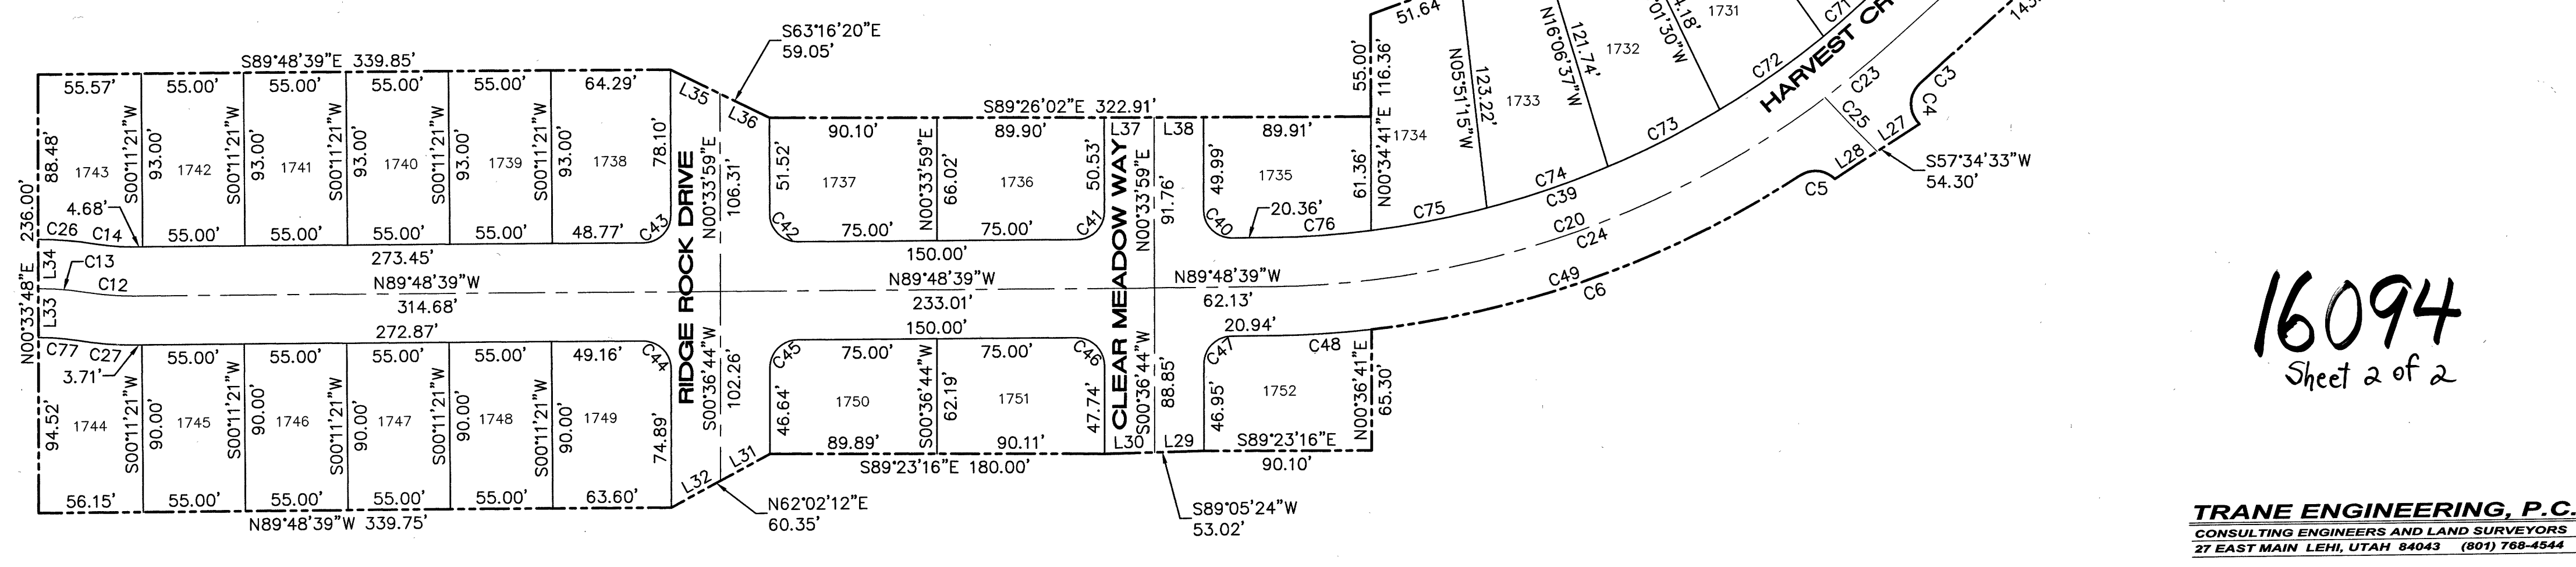 S63°16'20"E
59.05'
S89°48'39"E 339.85'
55.57'
55.00'
55.00'
55.00'
55.00'
64.29'
L35
L36
88.48'
1743
S00°11'21"W
93.00'
1742
S00°11'21"W
93.00'
1741
S00°11'21"W
93.00'
1740
S00°11'21"W
93.00'
1739
S00°11'21"W
93.00'
1738
78.10'
236.00'
4.68'
C26
C14
55.00'
55.00'
55.00'
55.00'
48.77'
C43
273.45'
L34
C13
C12
N89°48'39"W
314.68'
L33
N00°33'48"E
272.87'
C77
C27
3.71'
55.00'
55.00'
55.00'
55.00'
49.16'
C44
94.52'
1744
S00°11'21"W
90.00'
1745
S00°11'21"W
90.00'
1746
S00°11'21"W
90.00'
1747
S00°11'21"W
90.00'
1748
S00°11'21"W
90.00'
1749
74.89'
56.15'
55.00'
55.00'
55.00'
55.00'
63.60'
N89°48'39"W 339.75'
L32
L31
N62°02'12"E
60.35'
RIDGE ROCK DRIVE
N00°33'59"E
106.31'
S00°36'44"W
102.26'
S89°26'02"E 322.91'
90.10'
89.90'
L37
L38
89.91'
51.52'
1737
N00°33'59"E
66.02'
1736
50.53'
C42
75.00'
75.00'
C41
150.00'
N89°48'39"W
233.01'
150.00'
C45
75.00'
75.00'
C46
46.64'
1750
S00°36'44"W
62.19'
1751
47.74'
89.89'
90.11'
S89°23'16"E 180.00'
CLEAR MEADOW WAY
N00°33'59"E
91.76'
S00°36'44"W
88.85'
L30
L29
S89°05'24"W
53.02'
49.99'
1735
61.36'
C40
20.36'
C76
N89°48'39"W
62.13'
20.94'
C47
C48
46.95'
1752
S89°23'16"E
90.10'
N00°36'41"E
65.30'
51.64
55.00'
116.36'
N00°34'41"E
1734
N05°51'15"W
123.22'
1733
N16°06'37"W
121.74'
1732
°01'30"W
4.18'
1731
C71
C72
C73
C74
C75
C39
C20
C24
C49
C6
HARVEST CR
C23
C25
C3
C4
L27
L28
C5
S57°34'33"W
54.30'
143.
16094
Sheet 2 of 2
TRANE ENGINEERING, P.C.
CONSULTING ENGINEERS AND LAND SURVEYORS
27 EAST MAIN LEHI, UTAH 84043 (801) 768-4544